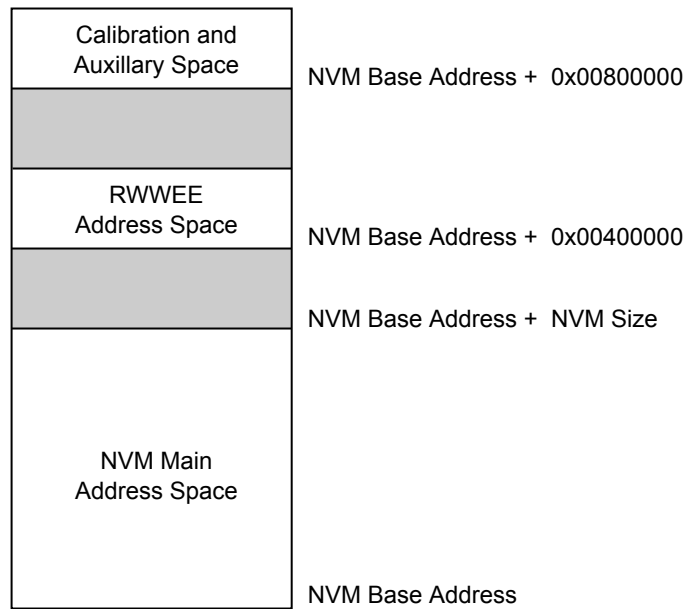 Calibration and
Auxillary Space
NVM Base Address + 0x00800000
RWWEE
Address Space
NVM Base Address + 0x00400000
NVM Base Address + NVM Size
NVM Main
Address Space
NVM Base Address